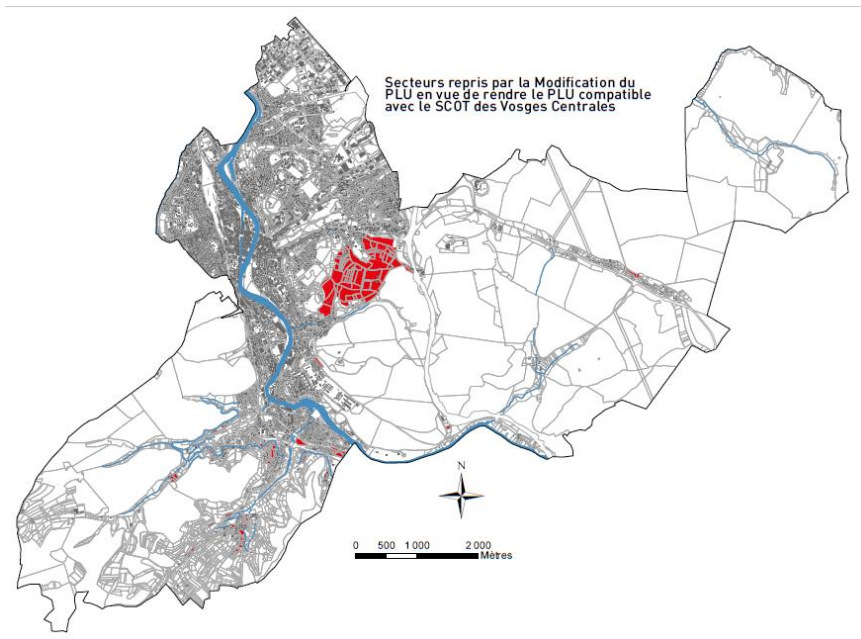 Secteurs repris par la Modification du
PLU en vue de rendre le PLU compatible
avec le SCOT des Vosges Centrales
N
0 500 1 000 2 000
Mètres